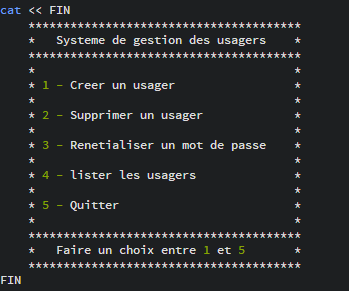 cat << FIN
    ***************************************
    *   Systeme de gestion des usagers    *
    ***************************************
    *                                     *
    * 1 - Creer un usager                 *
    *                                     *
    * 2 - Supprimer un usager             *
    *                                     *
    * 3 - Renetialiser un mot de passe    *
    *                                     *
    * 4 - lister les usagers              *
    *                                     *
    * 5 - Quitter                         *
    *                                     *
    ***************************************
    *   Faire un choix entre 1 et 5       *
    ***************************************
FIN